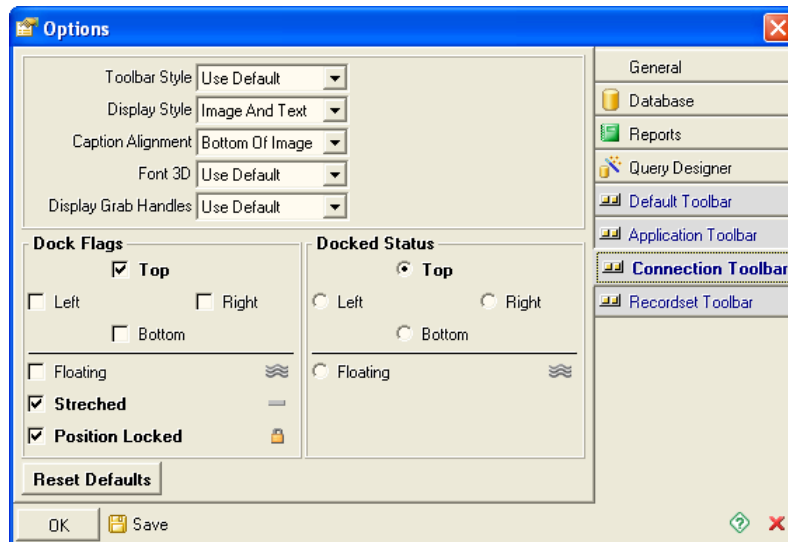 Options
Toolbar Style Use Default
Display Style Image And Text
Caption Alignment Bottom Of Image
Font 3D Use Default
Display Grab Handles Use Default
Dock Flags
Top
Left Right
Bottom
Floating
Streched
Position Locked
Docked Status
Top
Left Right
Bottom
Floating
Reset Defaults
OK Save
General
Database
Reports
Query Designer
Default Toolbar
Application Toolbar
Connection Toolbar
Recordset Toolbar